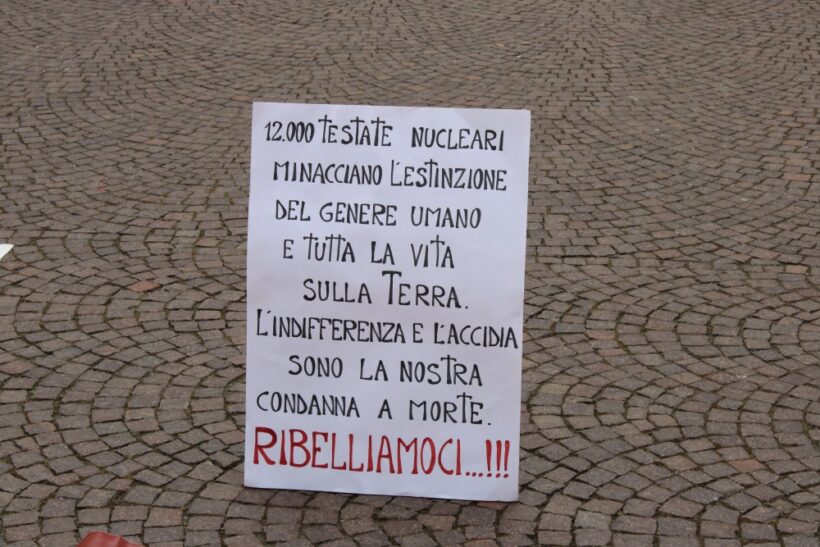 12.000 TESTATE NUCLEARI
MINACCIANO L'ESTINZIONE
DEL GENERE UMANO
E TUTTA LA VITA
SULLA TERRA.
L'INDIFFERENZA E L'ACCIDIA
SONO LA NOSTRA
CONDANNA A MORTE.
RIBELLIAMOCI...!!!